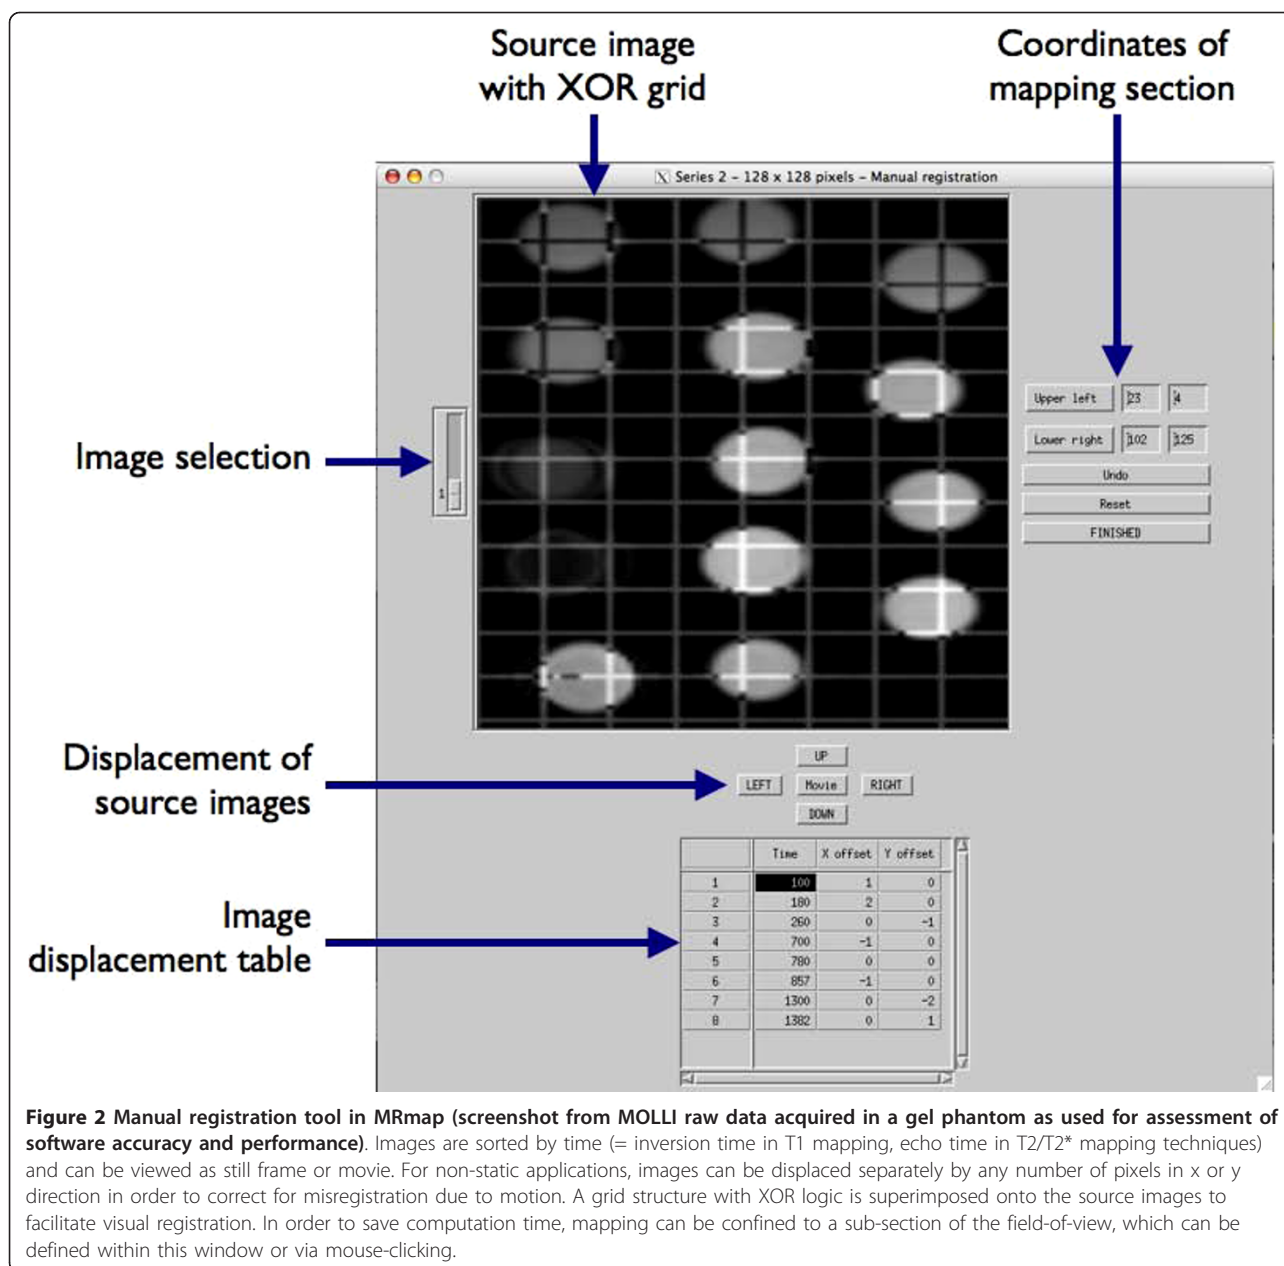 Source image
with XOR grid
Coordinates of
mapping section
X Series 2 – 128 x 128 pixels – Manual registration
Image selection
1
Upper left 23 4
Lower right 102 125
Undo
Reset
FINISHED
Displacement of
source images
UP
LEFT Movie RIGHT
DOWN
Image
displacement table
Time X offset Y offset
1 100 1 0
2 180 2 0
3 260 0 -1
4 700 -1 0
5 780 0 0
6 857 -1 0
7 1300 0 -2
8 1382 0 1
Figure 2 Manual registration tool in MRmap (screenshot from MOLLI raw data acquired in a gel phantom as used for assessment of
software accuracy and performance). Images are sorted by time (= inversion time in T1 mapping, echo time in T2/T2* mapping techniques)
and can be viewed as still frame or movie. For non-static applications, images can be displaced separately by any number of pixels in x or y
direction in order to correct for misregistration due to motion. A grid structure with XOR logic is superimposed onto the source images to
facilitate visual registration. In order to save computation time, mapping can be confined to a sub-section of the field-of-view, which can be
defined within this window or via mouse-clicking.